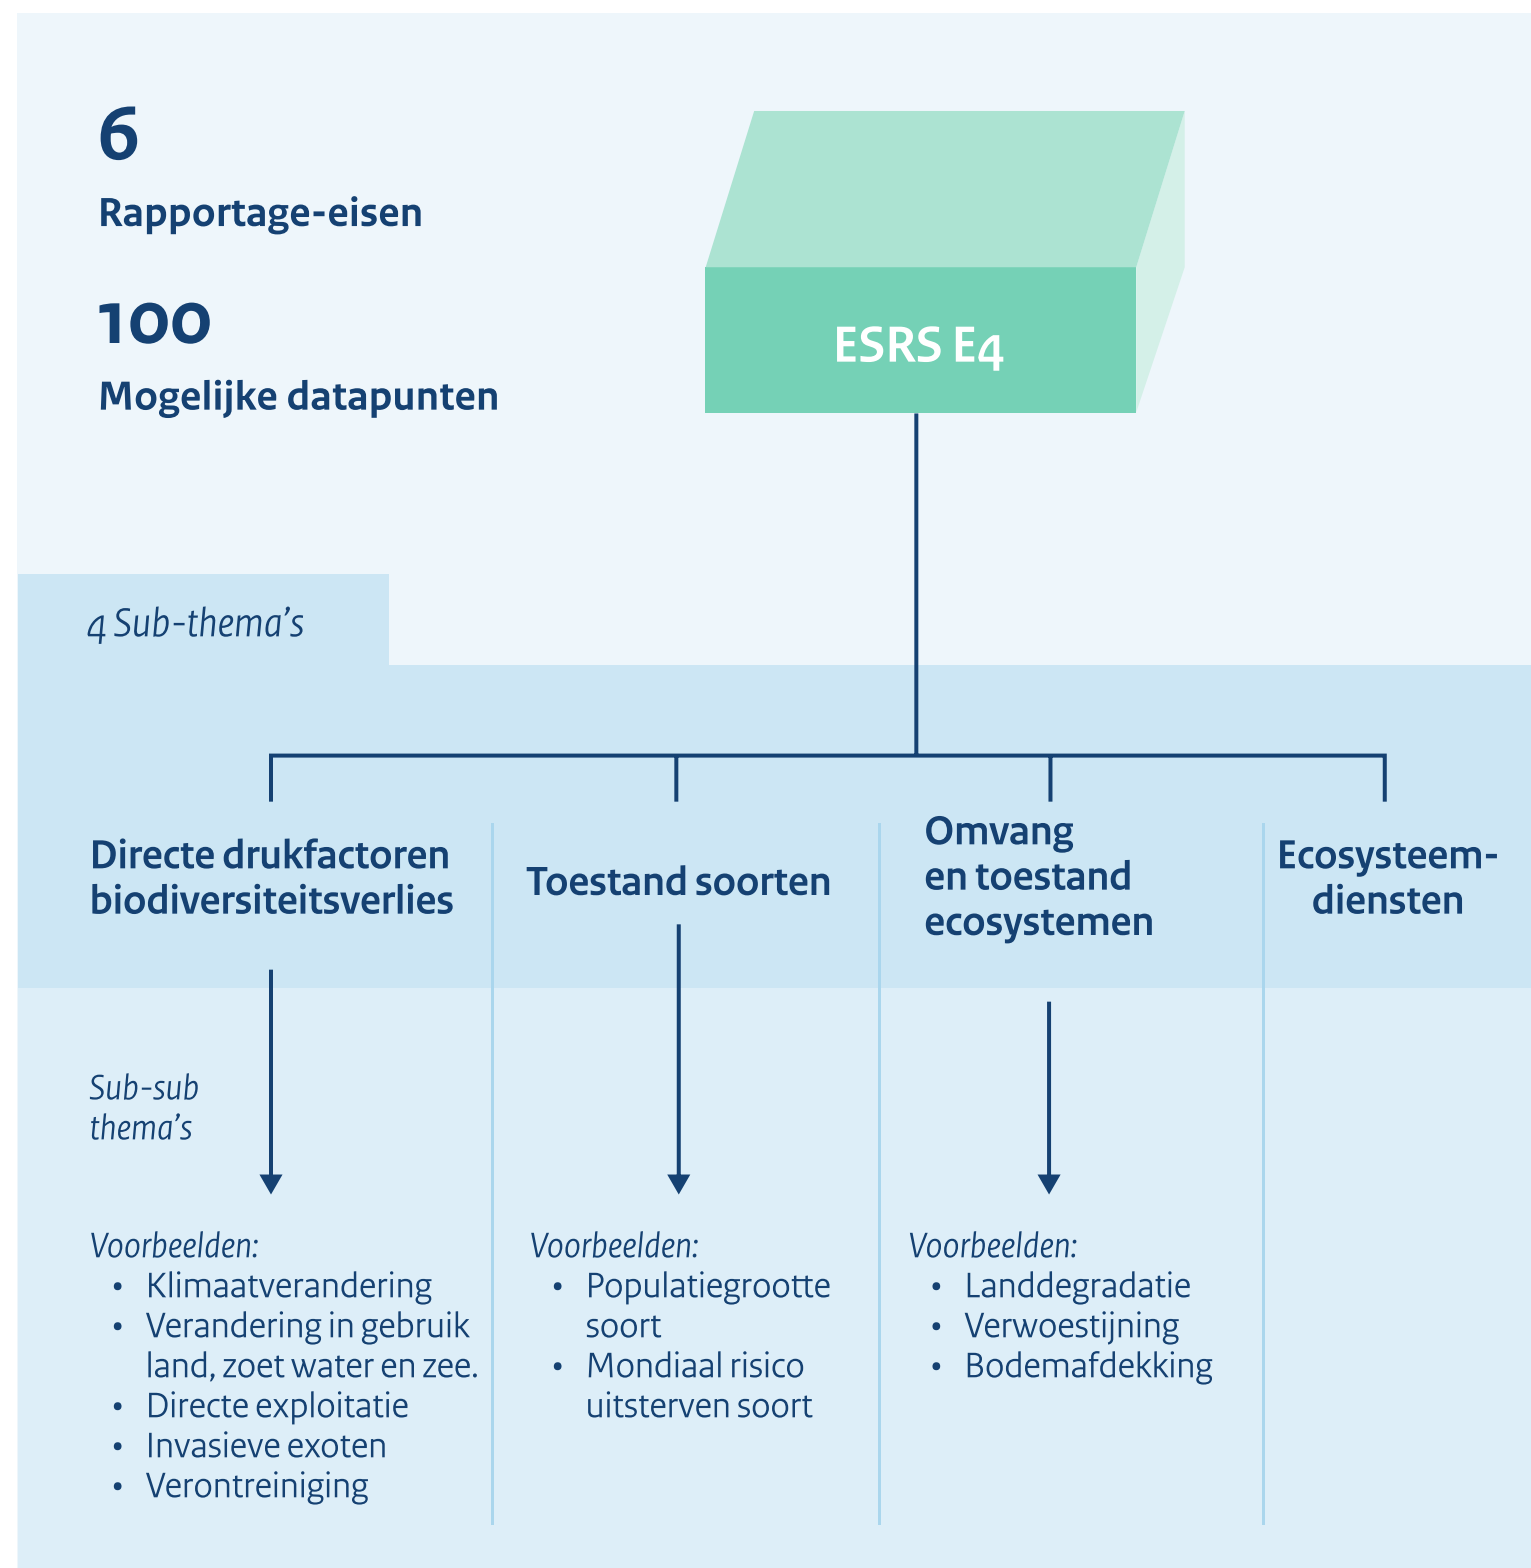 6
Rapportage-eisen
100
Mogelijke datapunten
ESRS E4
4 Sub-thema's
Directe drukfactoren
biodiversiteitsverlies
Toestand soorten
Omvang
en toestand
ecosystemen
Ecosysteem-
diensten
Sub-sub
thema's
Voorbeelden:
• Klimaatverandering
• Verandering in gebruik
land, zoet water en zee.
• Directe exploitatie
• Invasieve exoten
• Verontreiniging
Voorbeelden:
• Populatiegrootte
soort
• Mondiaal risico
uitsterven soort
Voorbeelden:
• Landdegradatie
• Verwoestijning
• Bodemafdekking